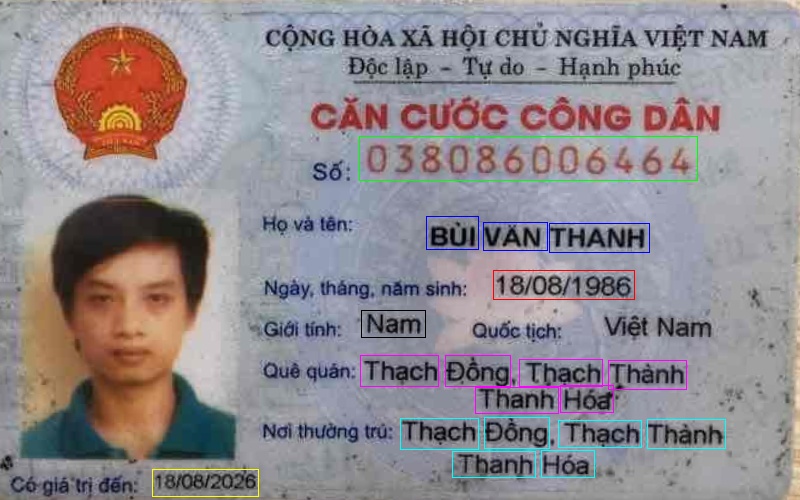 CỘNG HÒA XÃ HỘI CHỦ NGHĨA VIỆT NAM
Độc lập - Tự do - Hạnh phúc
CĂN CƯỚC CÔNG DÂN
Số: 038086006464
Họ và tên: BÙI VĂN THANH
Ngày, tháng, năm sinh: 18/08/1986
Giới tính: Nam Quốc tịch: Việt Nam
Quê quán: Thạch Đồng, Thạch Thành
Thanh Hóa
Nơi thường trú: Thạch Đồng, Thạch Thành
Thanh Hóa
Có giá trị đến: 18/08/2026